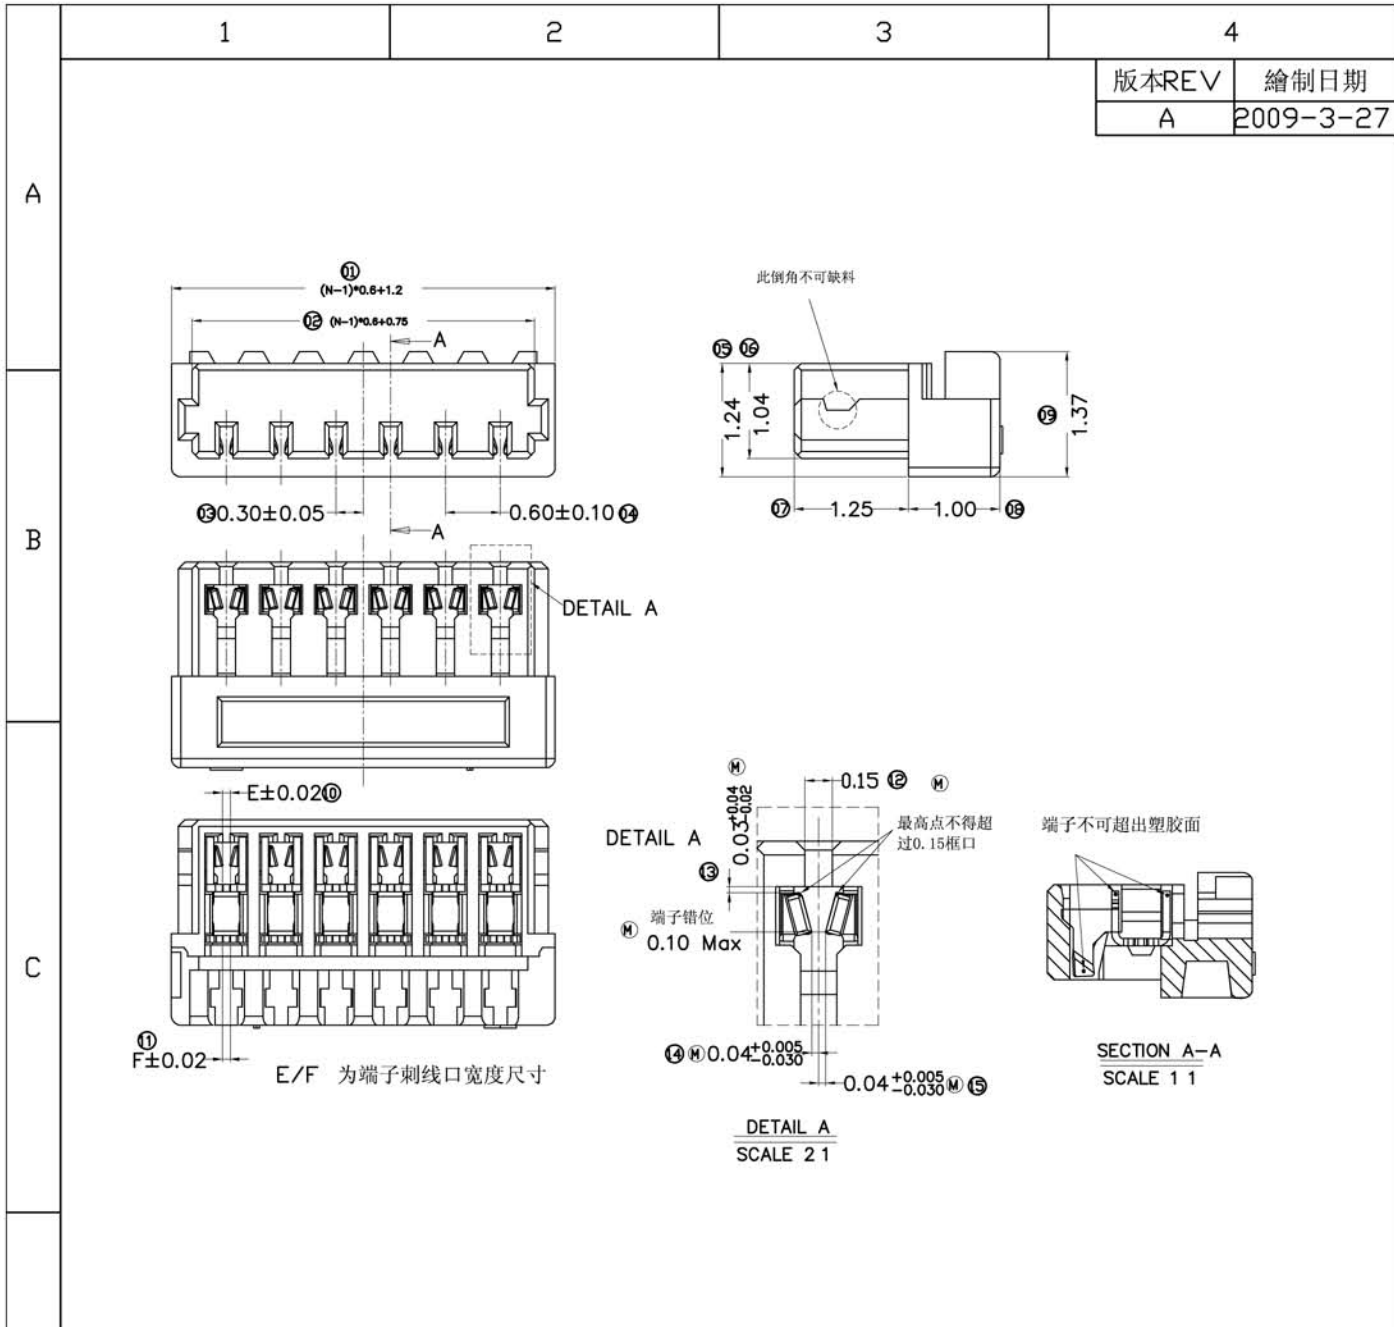 1 2 3 4
版本REV 繪制日期
A 2009-3-27
A
B
C
01
(N-1)*0.6+1.2
02 (N-1)*0.6+0.75
A
03 0.30±0.05
0.60±0.10 04
A
此倒角不可缺料
05 06
1.24
1.04
09
1.37
07 1.25 1.00 08
DETAIL A
E±0.02 10
11
F±0.02
E/F 为端子刺线口宽度尺寸
DETAIL A
M
0.03+0.04-0.02
13
0.15 12 M
最高点不得超
过0.15框口
端子错位
M 0.10 Max
14 M 0.04+0.005-0.030
0.04+0.005-0.030 M 15
DETAIL A
SCALE 2 1
端子不可超出塑胶面
SECTION A-A
SCALE 1 1